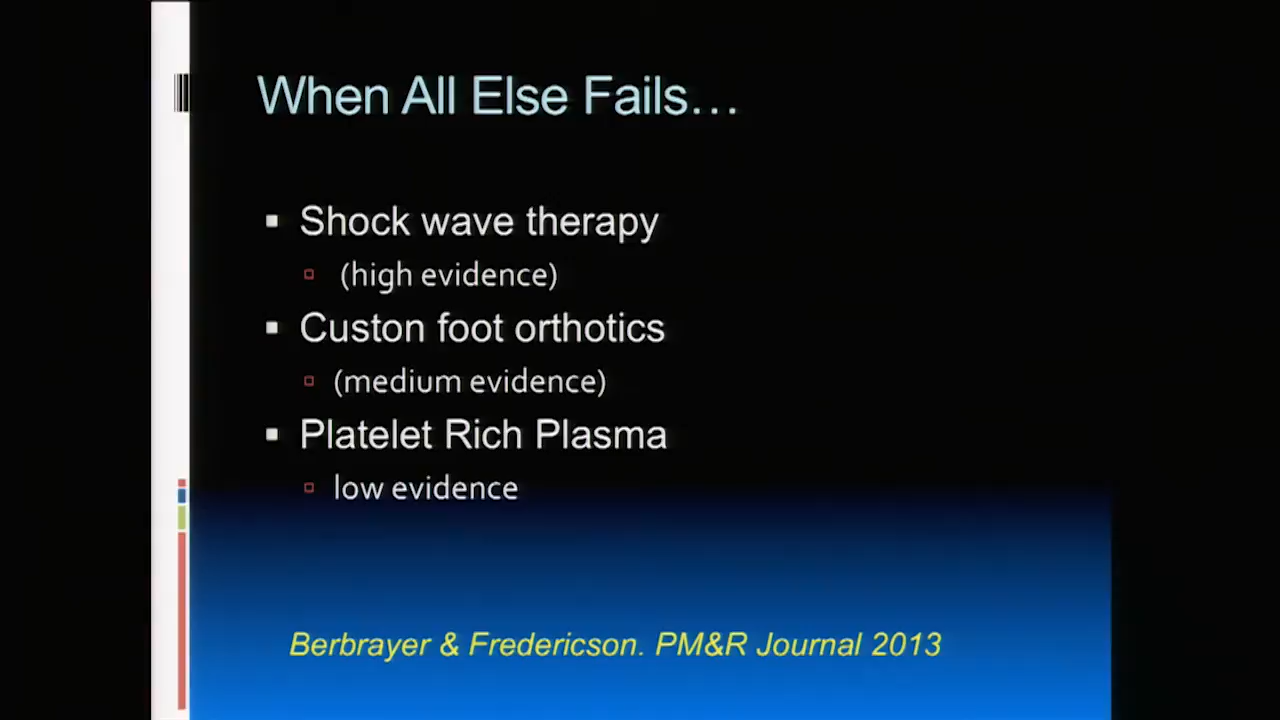 When All Else Fails...
Shock wave therapy
(high evidence)
Custon foot orthotics
(medium evidence)
Platelet Rich Plasma
low evidence
Berbrayer & Fredericson. PM&R Journal 2013